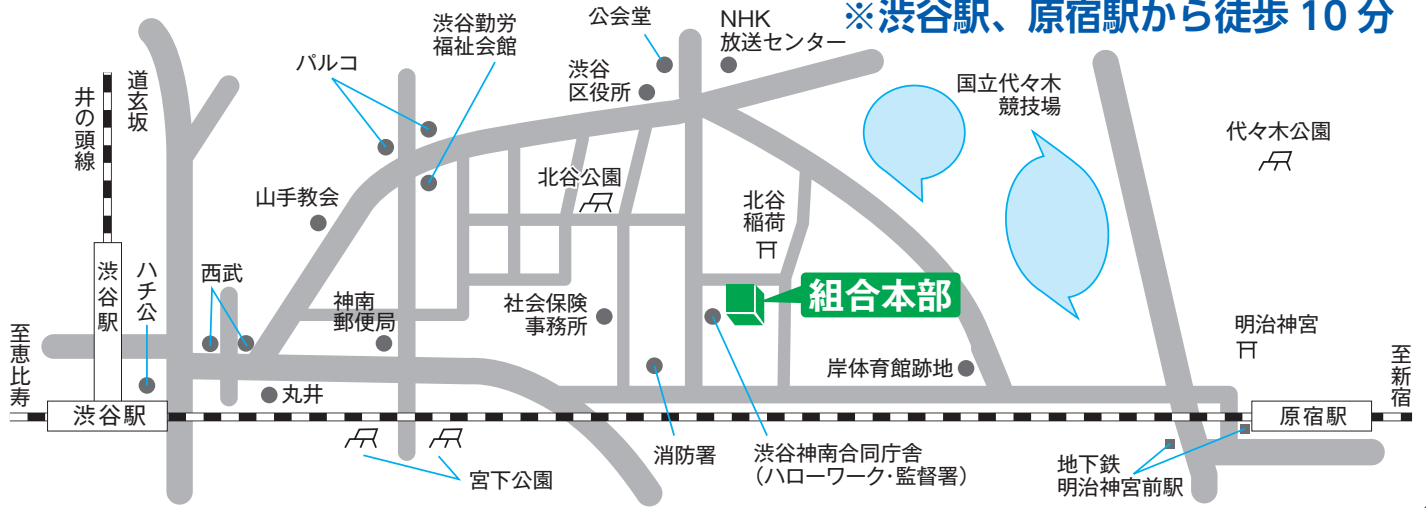 ※渋谷駅、原宿駅から徒歩 10 分
公会堂
NHK
放送センター
渋谷勤労
福祉会館
パルコ
渋谷
区役所
道玄坂
井の頭線
国立代々木
競技場
代々木公園
北谷公園
山手教会
北谷
稲荷
渋谷駅
ハチ公
西武
神南
郵便局
社会保険
事務所
組合本部
至恵比寿
明治神宮
至新宿
岸体育館跡地
丸井
渋谷駅
原宿駅
消防署
渋谷神南合同庁舎
（ハローワーク・監督署）
宮下公園
地下鉄
明治神宮前駅